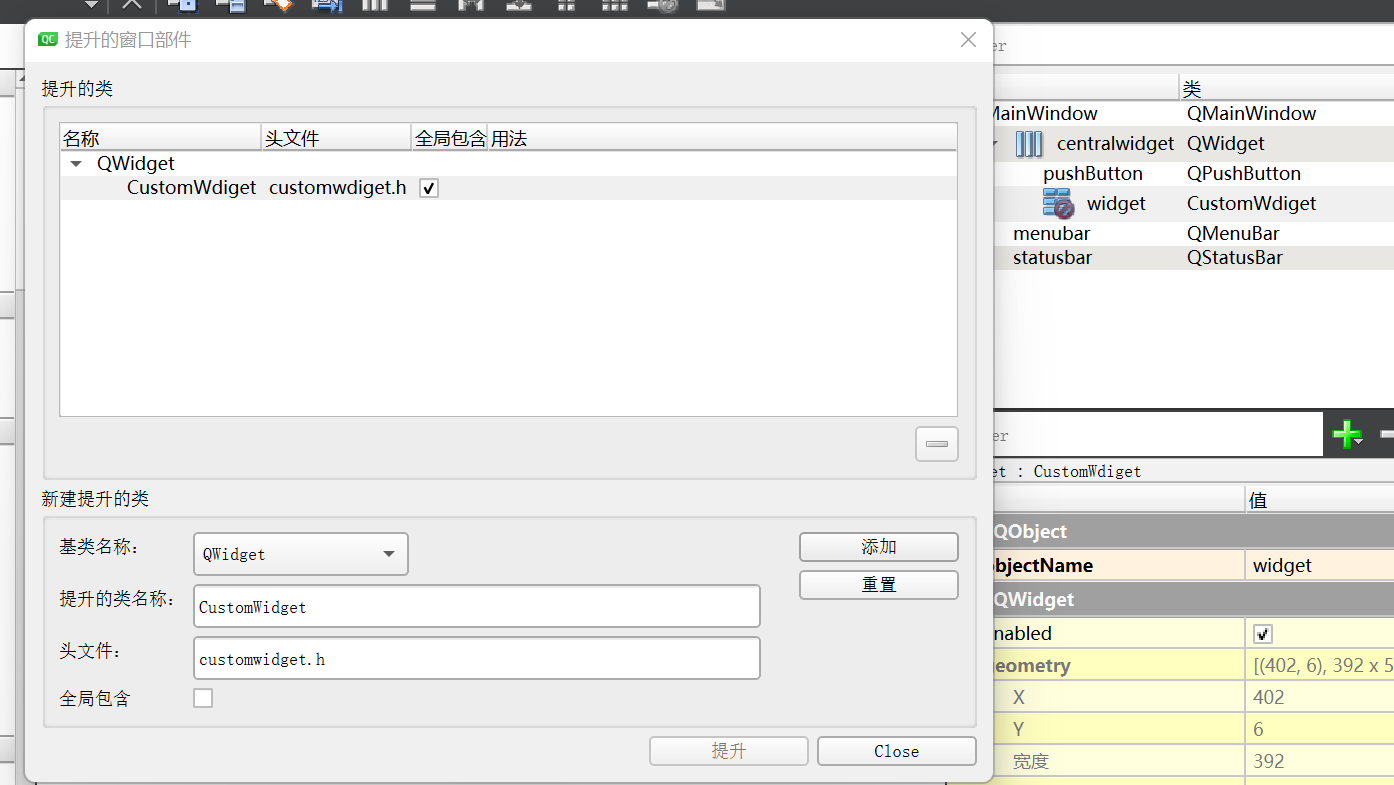 QC 提升的窗口部件
提升的类
名称 头文件 全局包含 用法
QWidget
CustomWdiget customwdiget.h
新建提升的类
基类名称： QWidget
添加
提升的类名称： CustomWidget
重置
头文件： customwidget.h
全局包含
提升 Close
er
类
MainWindow QMainWindow
centralwidget QWidget
pushButton QPushButton
widget CustomWdiget
menubar QMenuBar
statusbar QStatusBar
er
et : CustomWdiget
值
QObject
objectName widget
QWidget
nabled
eometry [(402, 6), 392 x 5
X 402
Y 6
宽度 392